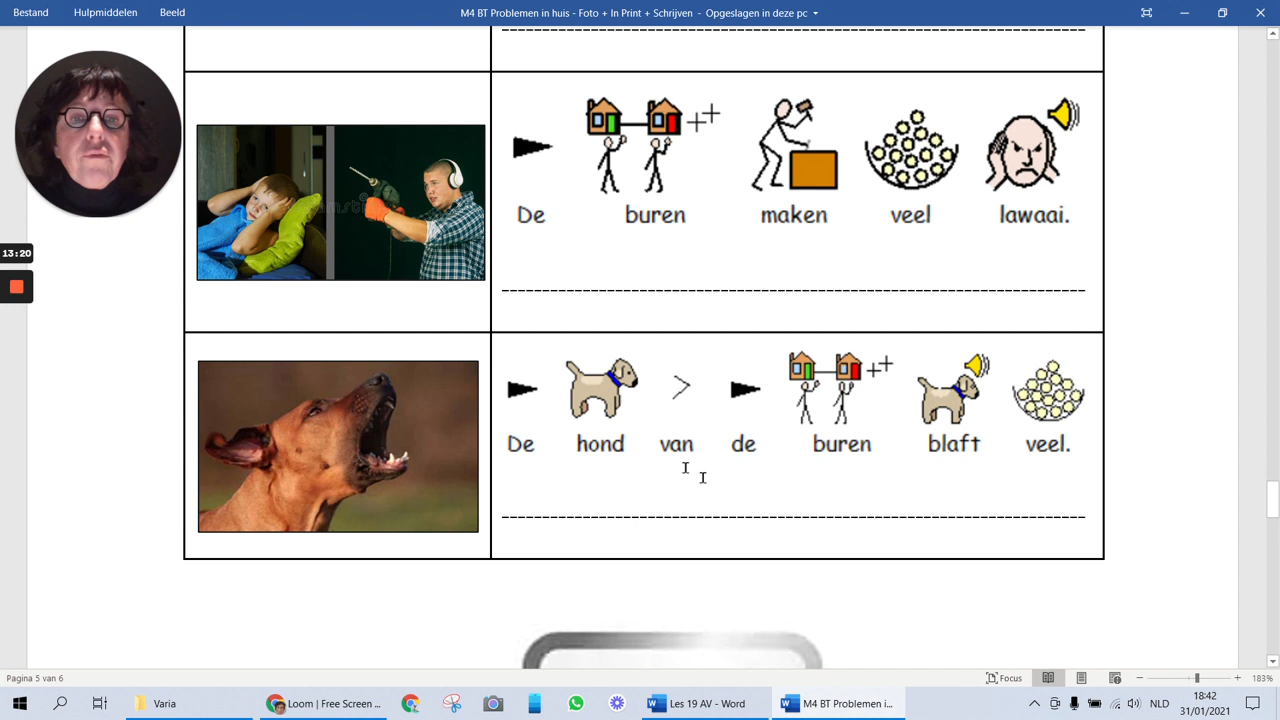 Bestand Hulpmiddelen Beeld M4 BT Problemen in huis - Foto + In Print + Schrijven - Opgeslagen in deze pc
De buren maken veel lawaai.
13:20
De hond van de buren blaft veel.
Pagina 5 van 6 Focus 183%
Varia Loom | Free Screen ... Les 19 AV - Word M4 BT Problemen i... NLD 18:42
31/01/2021